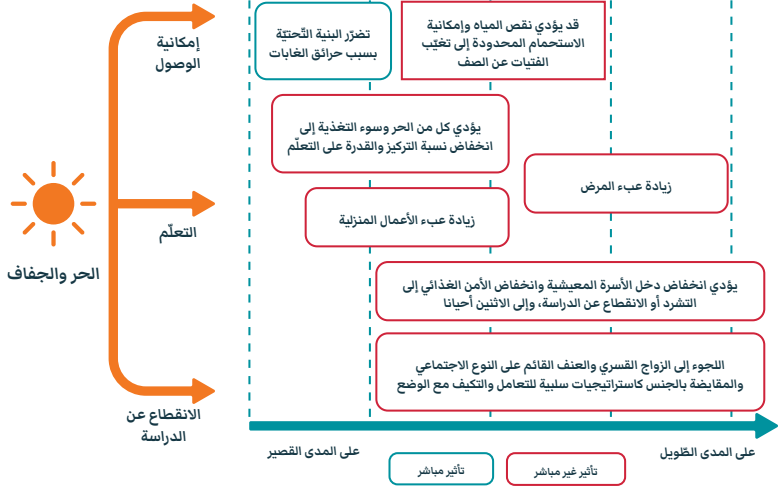 إمكانية
الوصول
تضرّر البنية التّحتيّة
بسبب حرائق الغابات
قد يؤدي نقص المياه وإمكانية
الاستحمام المحدودة إلى تغيّب
الفتيات عن الصف
يؤدي كل من الحر وسوء التغذية إلى
انخفاض نسبة التركيز والقدرة على التعلّم
زيادة عبء المرض
زيادة عبء الأعمال المنزلية
التعلّم
الحر والجفاف
يؤدي انخفاض دخل الأسرة المعيشية وانخفاض الأمن الغذائي إلى
التشرد أو الانقطاع عن الدراسة، وإلى الاثنين أحيانا
اللجوء إلى الزواج القسري والعنف القائم على النوع الاجتماعي
والمقايضة بالجنس كاستراتيجيات سلبية للتعامل والتكيف مع الوضع
الانقطاع عن
الدراسة
على المدى القصير
على المدى الطّويل
تأثير مباشر
تأثير غير مباشر